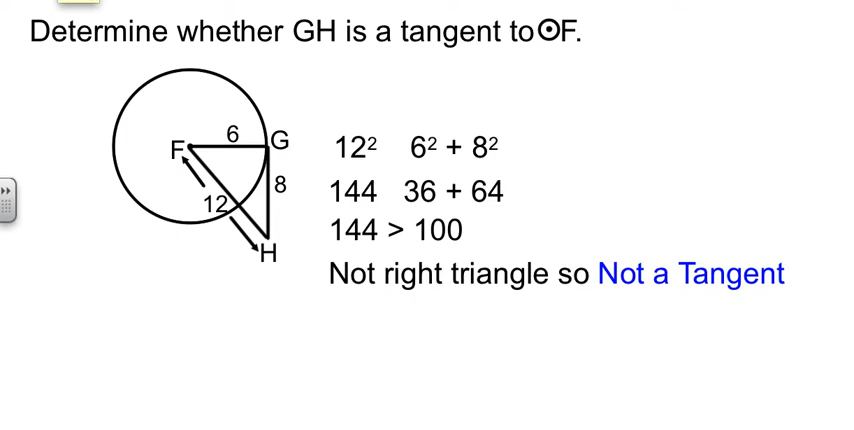 Determine whether GH is a tangent to ⊙F.
6
F
G
8
12
H
12² 6² + 8²
144 36 + 64
144 > 100
Not right triangle so Not a Tangent